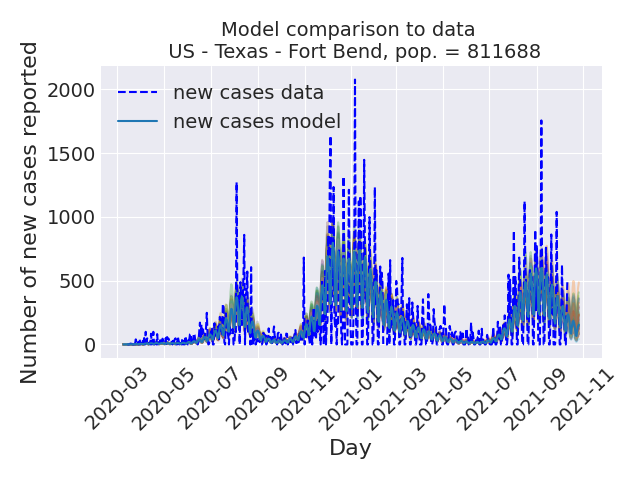 Model comparison to data
US - Texas - Fort Bend, pop. = 811688
new cases data
new cases model
Number of new cases reported
2000
1500
1000
500
0
2020-03
2020-05
2020-07
2020-09
2020-11
2021-01
2021-03
2021-05
2021-07
2021-09
2021-11
Day